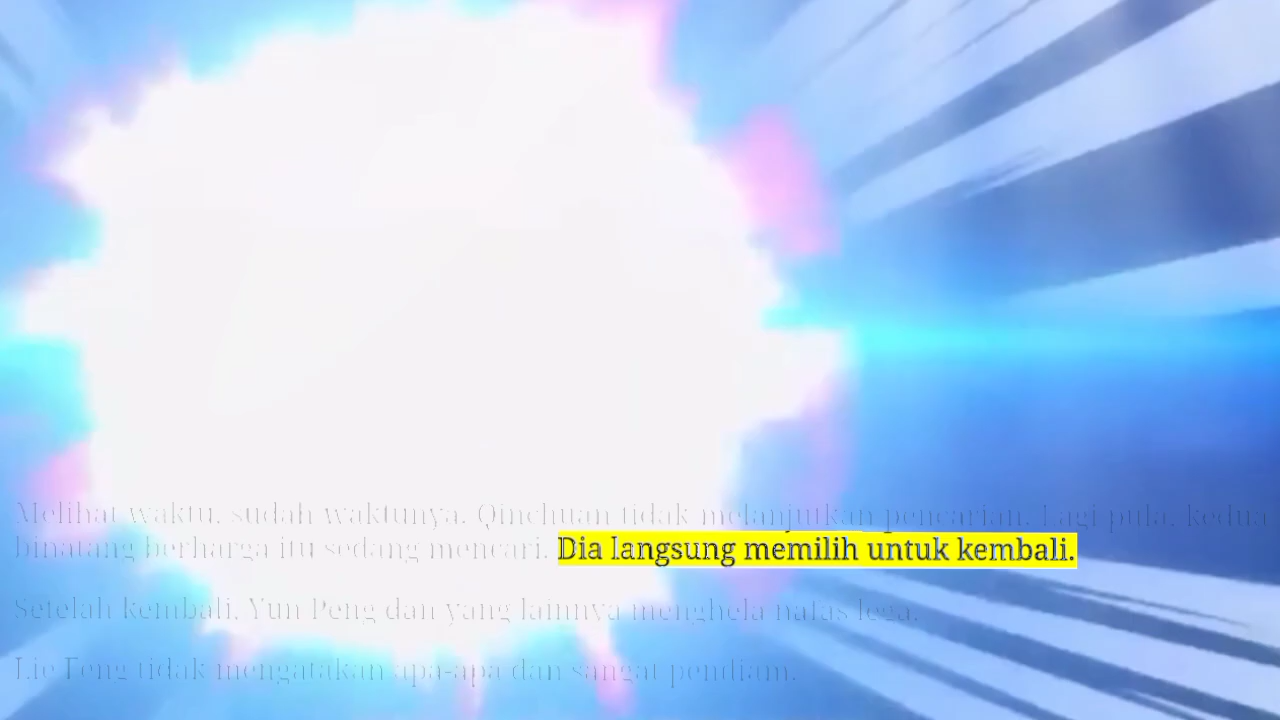 Melihat waktu, sudah waktunya. Qinchuan tidak melanjutkan pencarian. Lagi pula, kedua
binatang berharga itu sedang mencari. Dia langsung memilih untuk kembali.
Setelah kembali, Yun Peng dan yang lainnya menghela nafas lega.
Lie Feng tidak mengatakan apa-apa dan sangat pendiam.